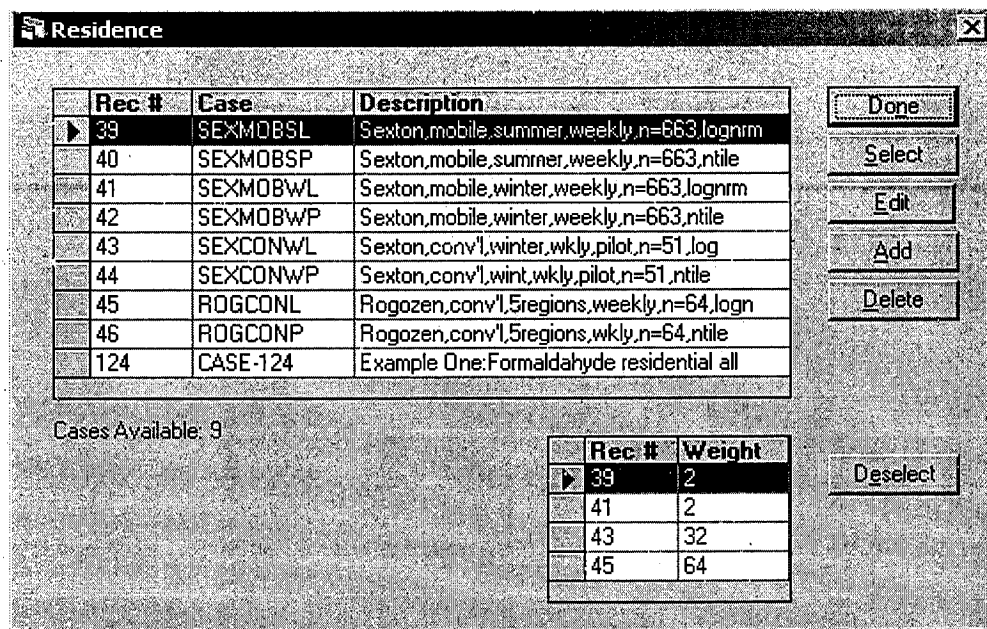 Residence
Rec # Case Description
39 SEXMOBSL Sexton,mobile,summer,weekly,n=663,lognrm
40 SEXMOBSP Sexton,mobile,summer,weekly,n=663,ntile
41 SEXMOBWL Sexton,mobile,winter,weekly,n=663,lognrm
42 SEXMOBWP Sexton,mobile,winter,weekly,n=663,ntile
43 SEXCONWL Sexton,conv'l,winter,wkly,pilot,n=51,log
44 SEXCONWP Sexton,conv'l,wint,wkly,pilot,n=51,ntile
45 ROGCONL Rogozen,conv'l,5regions,weekly,n=64,logn
46 ROGCONP Rogozen,conv'l,5regions,wkly,n=64,ntile
124 CASE-124 Example One:Formaldahyde residential all
Done
Select
Edit
Add
Delete
Cases Available: 9
Rec # Weight
39 2
41 2
43 32
45 64
Deselect